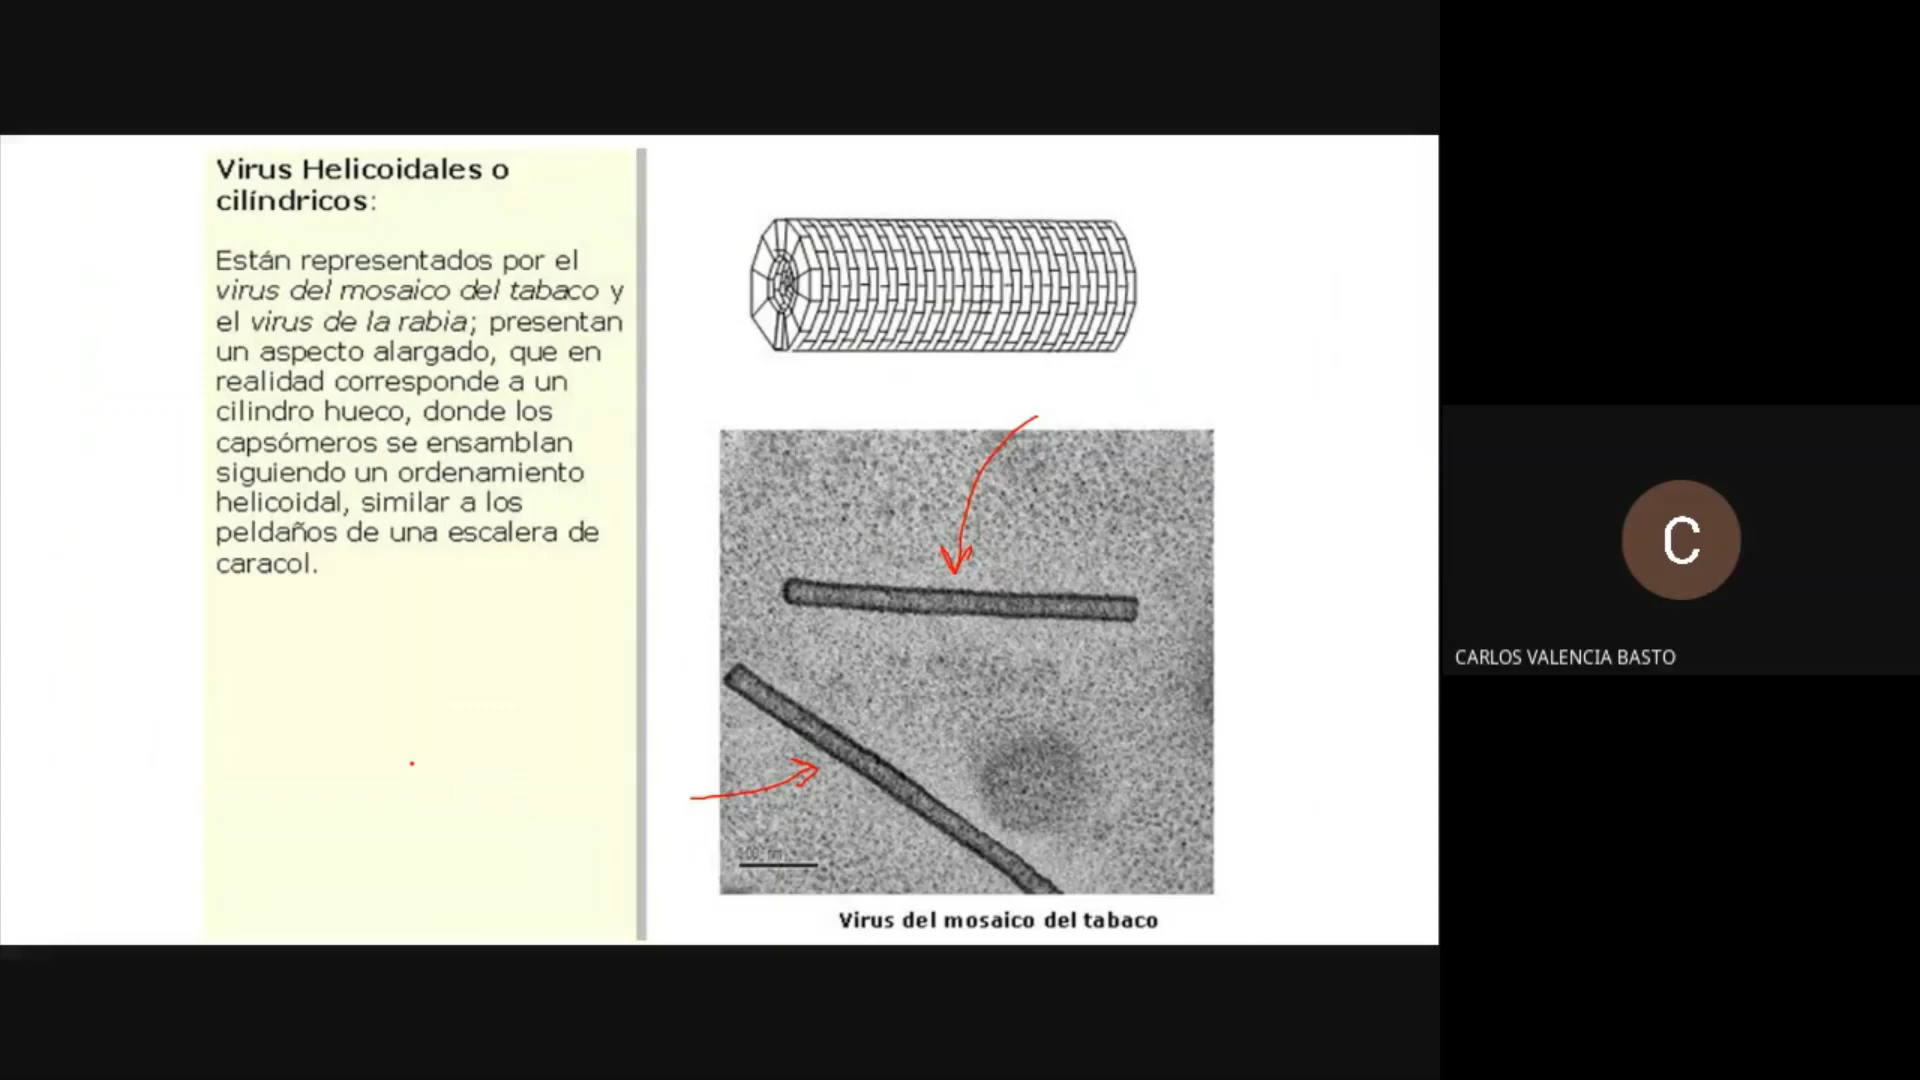 Virus Helicoidales o
cilíndricos:
Están representados por el
virus del mosaico del tabaco y
el virus de la rabia; presentan
un aspecto alargado, que en
realidad corresponde a un
cilindro hueco, donde los
capsómeros se ensamblan
siguiendo un ordenamiento
helicoidal, similar a los
peldaños de una escalera de
caracol.
nm
Virus del mosaico del tabaco
C
CARLOS VALENCIA BASTO